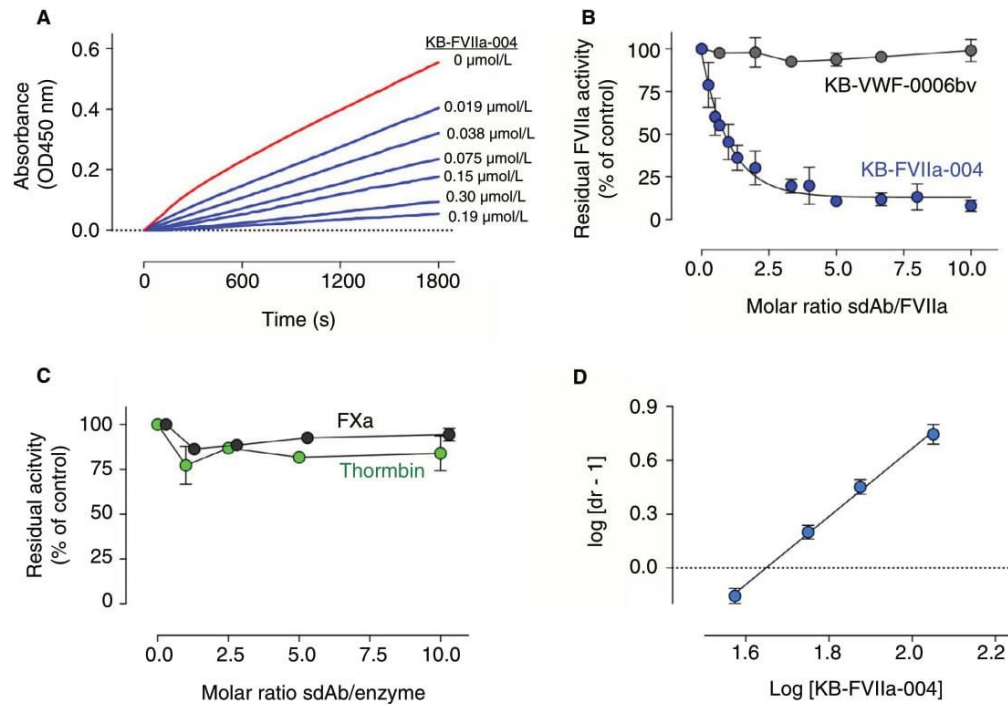 A
Absorbance
(OD450 nm)
0.6
0.4
0.2
0.0
KB-FVIIa-004
0 μmol/L
0.019 μmol/L
0.038 μmol/L
0.075 μmol/L
0.15 μmol/L
0.30 μmol/L
0.19 μmol/L
0 600 1200 1800
Time (s)
B
Residual FVIIa activity
(% of control)
100
75
50
25
0
KB-VWF-0006bv
KB-FVIIa-004
0.0 2.5 5.0 7.5 10.0
Molar ratio sdAb/FVIIa
C
Residual acitvity
(% of control)
100
75
50
25
0
FXa
Thormbin
0.0 2.5 5.0 7.5 10.0
Molar ratio sdAb/enzyme
D
log [dr - 1]
0.9
0.6
0.3
0.0
1.6 1.8 2.0 2.2
Log [KB-FVIIa-004]